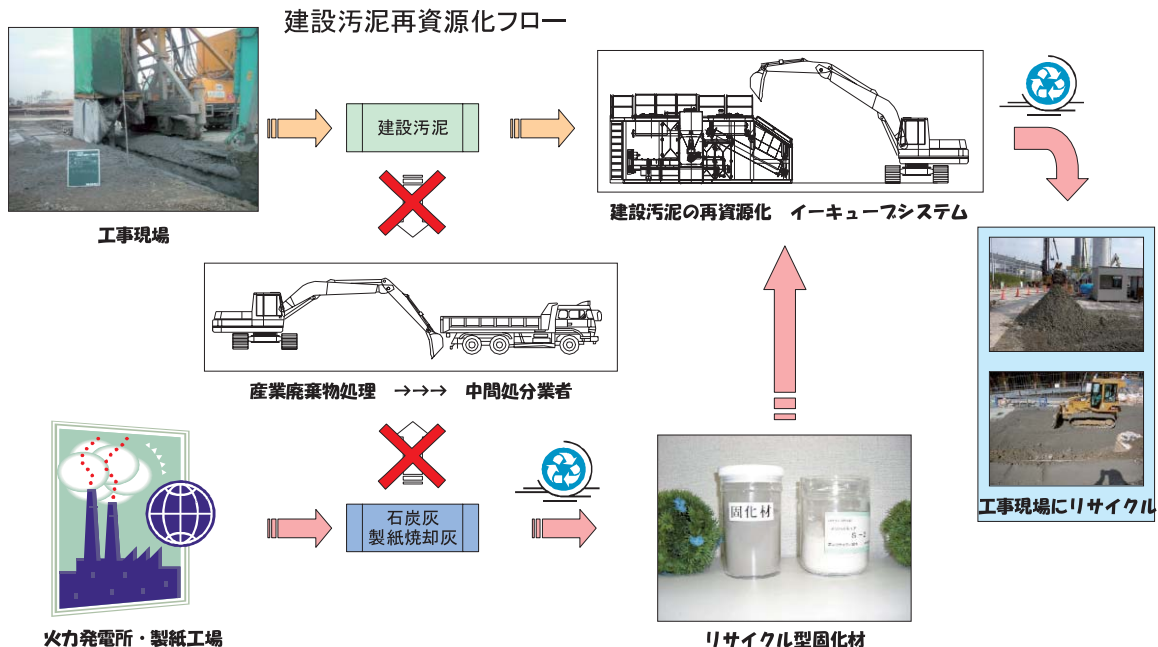 建設汚泥再資源化フロー
建設汚泥
工事現場
建設汚泥の再資源化 イーキューブシステム
産業廃棄物処理 →→→ 中間処分業者
石炭灰
製紙焼却灰
固化材
工事現場にリサイクル
火力発電所・製紙工場
リサイクル型固化材